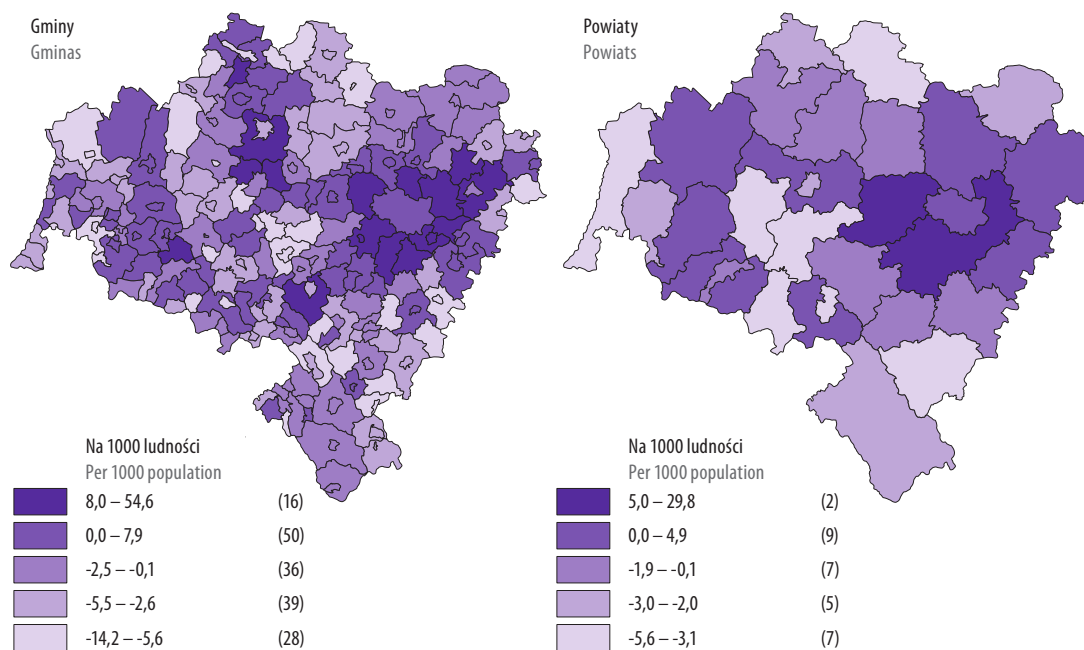 Gminy
Gminas
Na 1000 ludności
Per 1000 population
8,0 – 54,6 (16)
0,0 – 7,9 (50)
-2,5 – -0,1 (36)
-5,5 – -2,6 (39)
-14,2 – -5,6 (28)
Powiaty
Powiats
Na 1000 ludności
Per 1000 population
5,0 – 29,8 (2)
0,0 – 4,9 (9)
-1,9 – -0,1 (7)
-3,0 – -2,0 (5)
-5,6 – -3,1 (7)